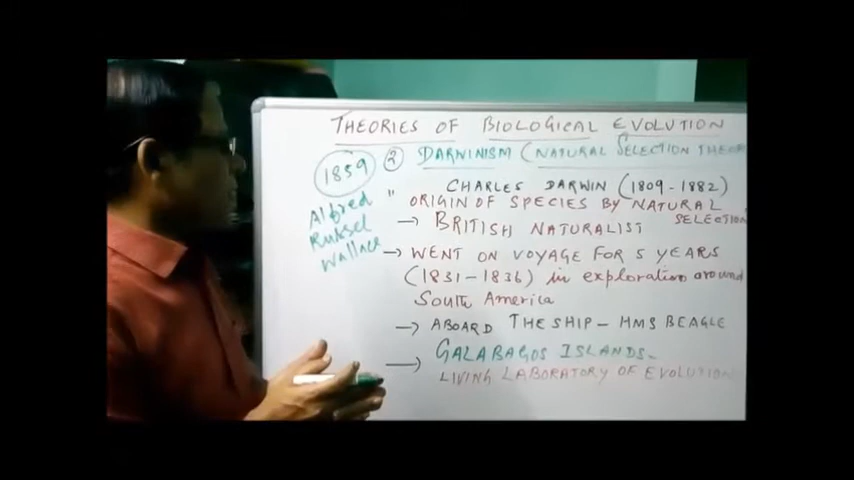 THEORIES OF BIOLOGICAL EVOLUTION
② DARWINISM (NATURAL SELECTION THEOR
1859
CHARLES DARWIN (1809-1882)
" ORIGIN OF SPECIES BY NATURAL
SELECTION
Alfred
Russel
Wallace
→ BRITISH NATURALIST
→ WENT ON VOYAGE FOR 5 YEARS
(1831-1836) in exploration around
South America
→ ABOARD THE SHIP - HMS BEAGLE
→ GALABAGOS ISLANDS-
LIVING LABORATORY OF EVOLUTION